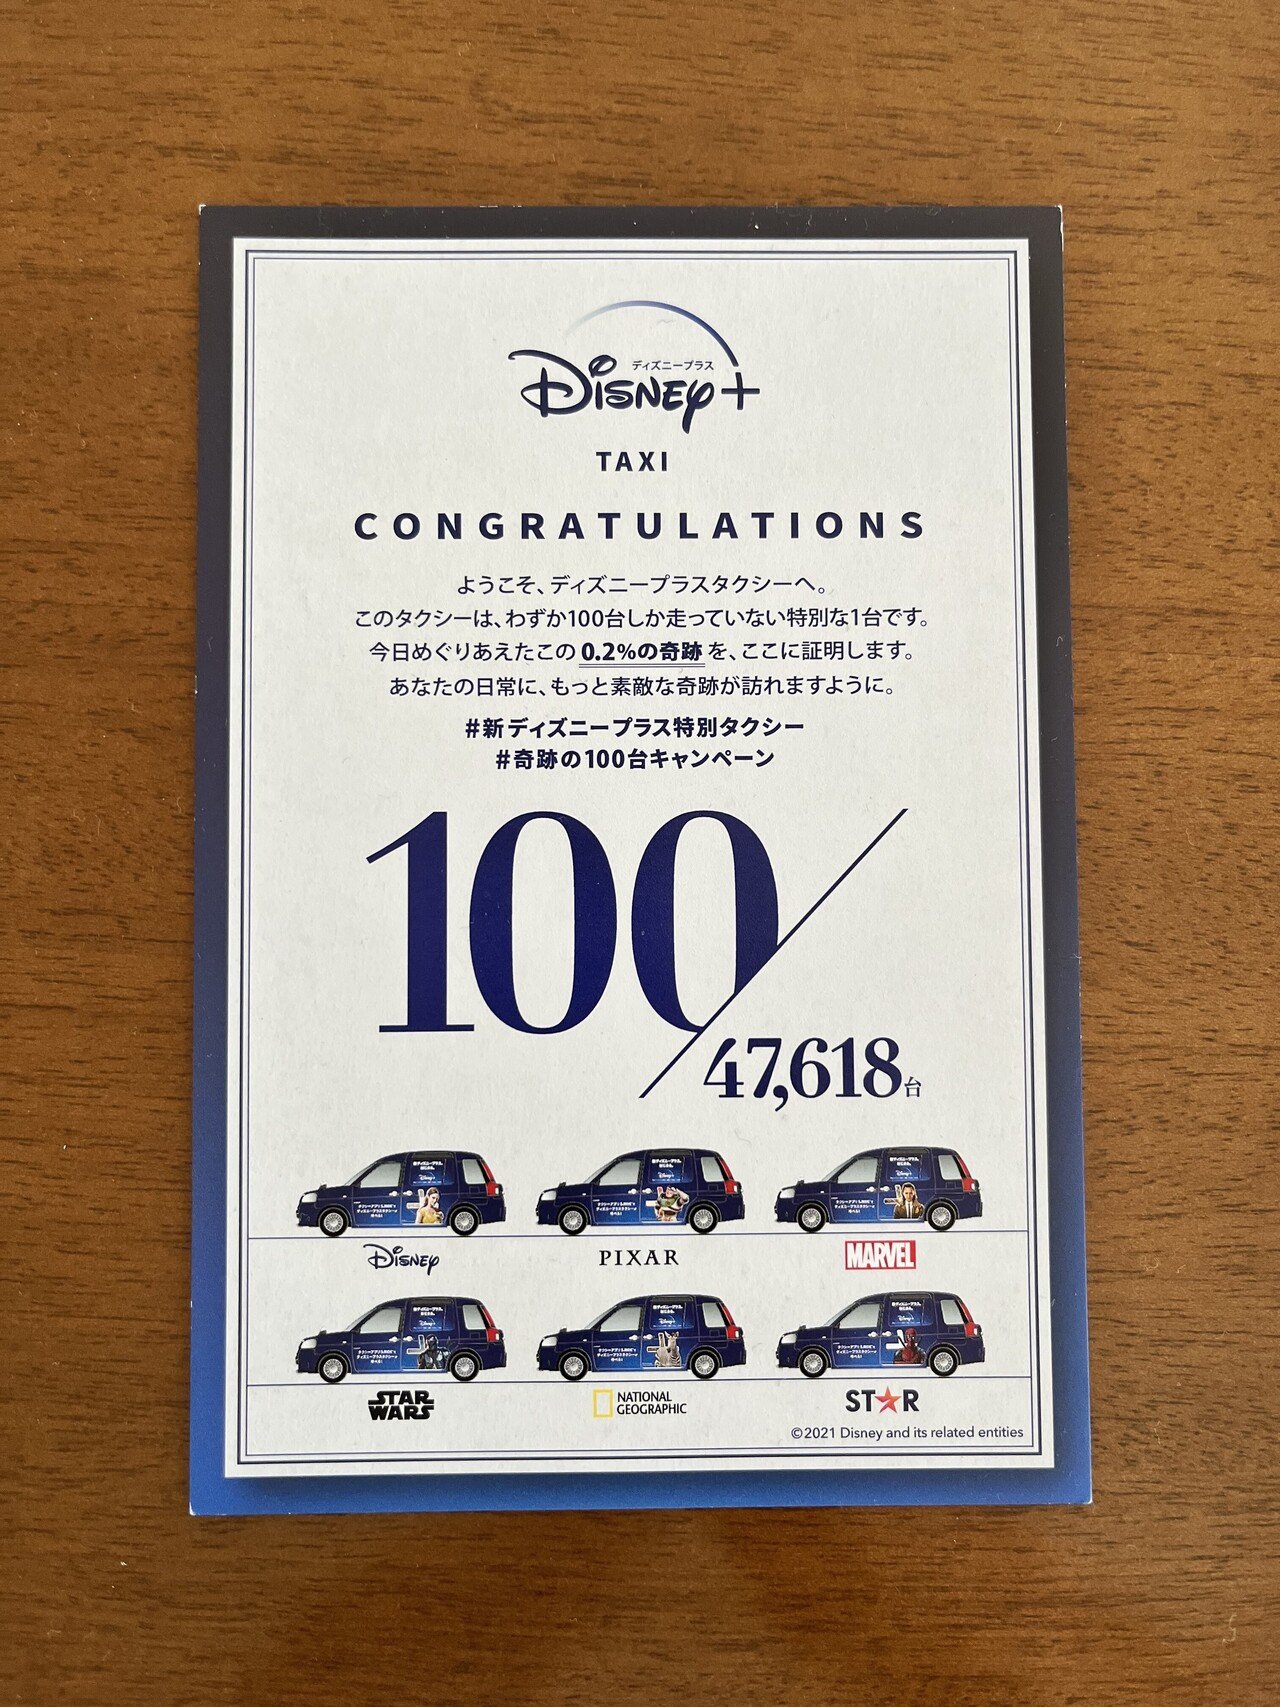 ディズニープラス
Disney+
TAXI
CONGRATULATIONS
ようこそ、ディズニープラスタクシーへ。
このタクシーは、わずか100台しか走っていない特別な1台です。
今日めぐりあえたこの 0.2%の奇跡 を、ここに証明します。
あなたの日常に、もっと素敵な奇跡が訪れますように。
#新ディズニープラス特別タクシー
#奇跡の100台キャンペーン
100/
47,618台
Disney PIXAR MARVEL
STAR WARS NATIONAL GEOGRAPHIC STAR
©2021 Disney and its related entities